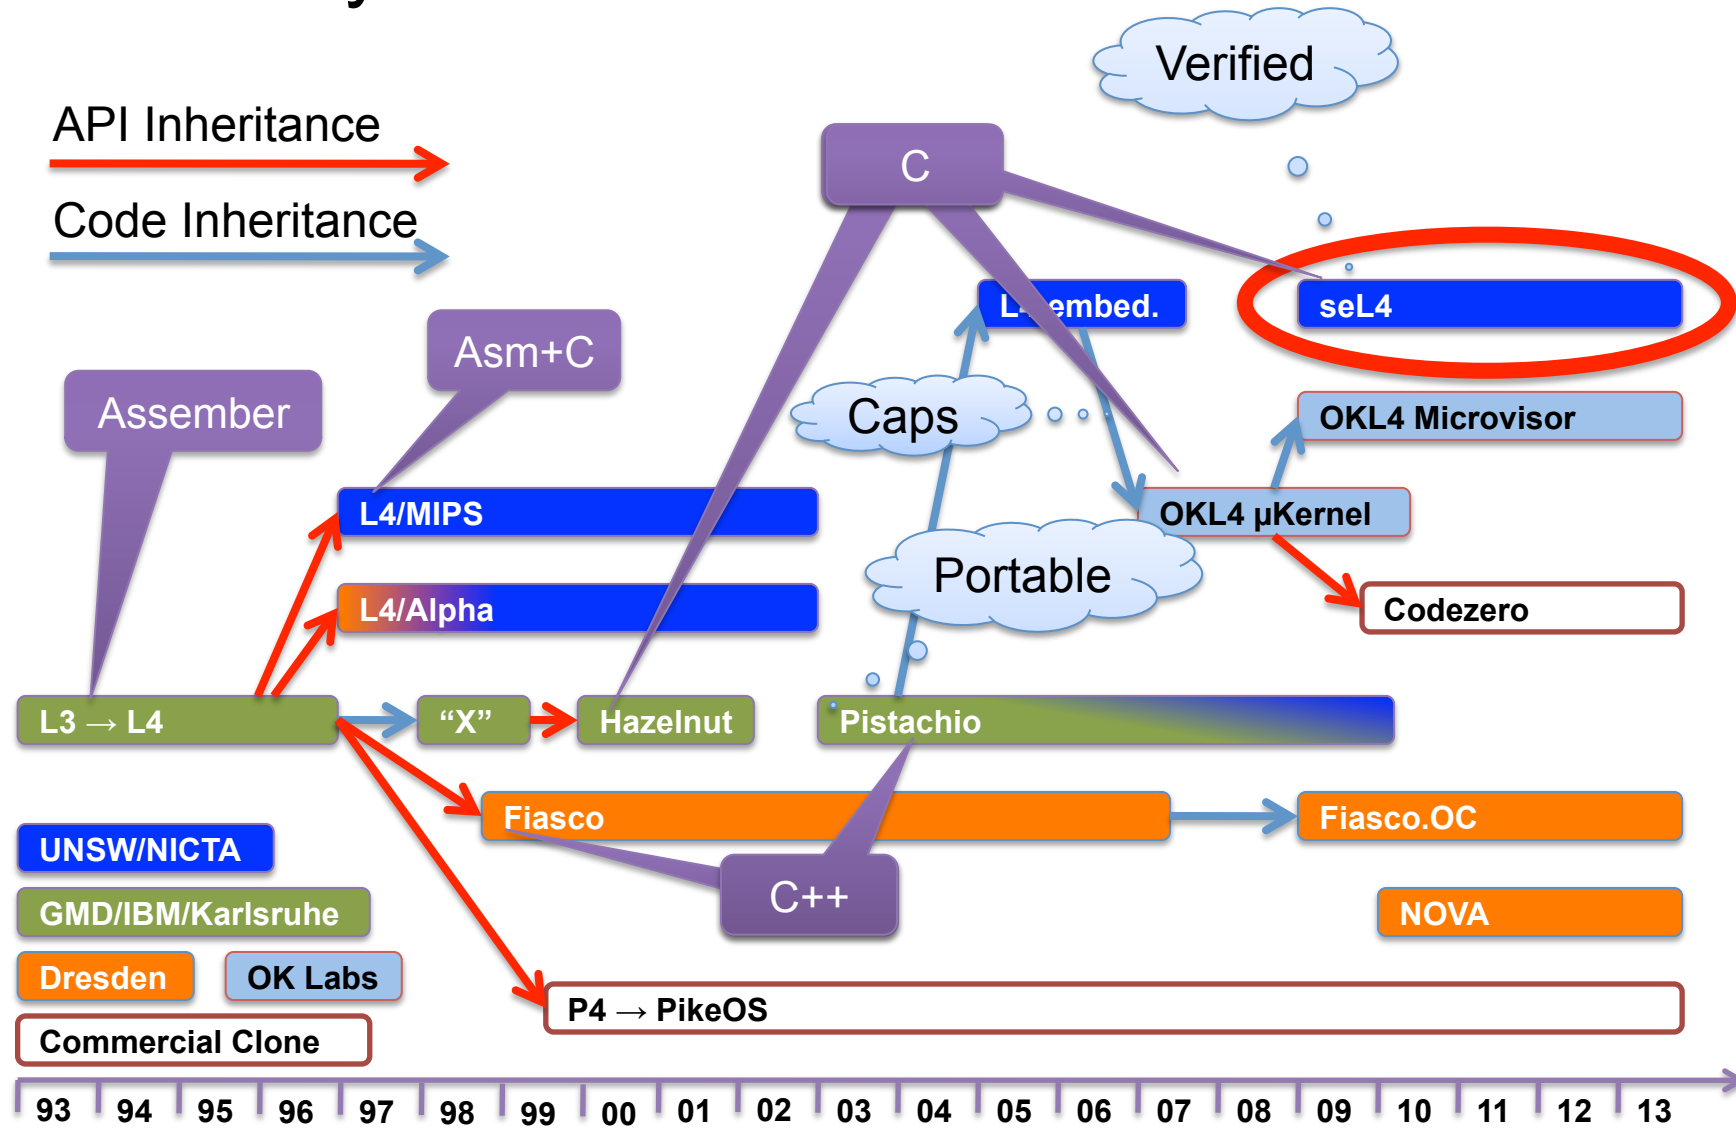 Verified
API Inheritance
C
Code Inheritance
L4 embed.
seL4
Asm+C
Assember
Caps
OKL4 Microvisor
L4/MIPS
OKL4 µKernel
Portable
L4/Alpha
Codezero
L3 → L4
“X”
Hazelnut
Pistachio
Fiasco
Fiasco.OC
UNSW/NICTA
C++
GMD/IBM/Karlsruhe
NOVA
Dresden
OK Labs
P4 → PikeOS
Commercial Clone
93 94 95 96 97 98 99 00 01 02 03 04 05 06 07 08 09 10 11 12 13